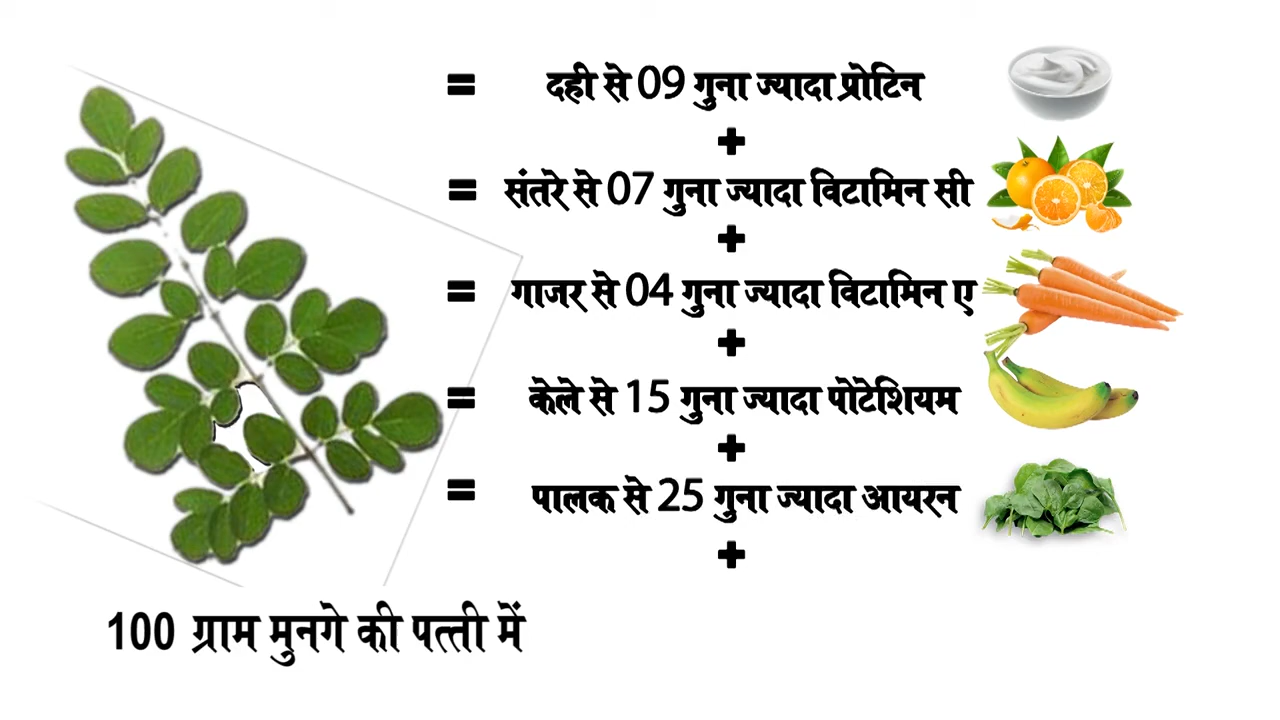 = दही से 09 गुना ज्यादा प्रोटिन
+
= संतरे से 07 गुना ज्यादा विटामिन सी
+
= गाजर से 04 गुना ज्यादा विटामिन ए
+
= केले से 15 गुना ज्यादा पोटेशियम
+
= पालक से 25 गुना ज्यादा आयरन
+
100 ग्राम मुनगे की पत्ती में